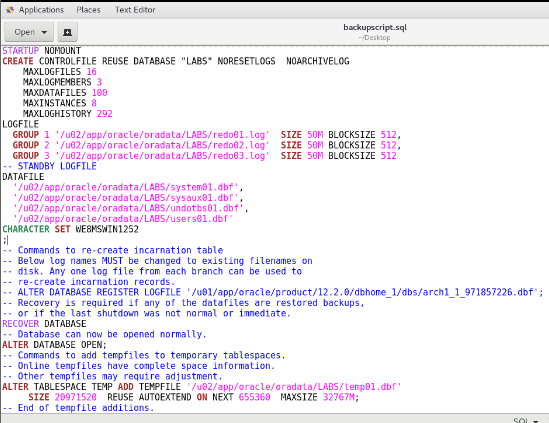 Applications Places Text Editor
Open
backupscript.sql
~/Desktop
STARTUP NOMOUNT
CREATE CONTROLFILE REUSE DATABASE "LABS" NORESETLOGS  NOARCHIVELOG
    MAXLOGFILES 16
    MAXLOGMEMBERS 3
    MAXDATAFILES 100
    MAXINSTANCES 8
    MAXLOGHISTORY 292
LOGFILE
  GROUP 1 '/u02/app/oracle/oradata/LABS/redo01.log'  SIZE 50M BLOCKSIZE 512,
  GROUP 2 '/u02/app/oracle/oradata/LABS/redo02.log'  SIZE 50M BLOCKSIZE 512,
  GROUP 3 '/u02/app/oracle/oradata/LABS/redo03.log'  SIZE 50M BLOCKSIZE 512
-- STANDBY LOGFILE
DATAFILE
  '/u02/app/oracle/oradata/LABS/system01.dbf',
  '/u02/app/oracle/oradata/LABS/sysaux01.dbf',
  '/u02/app/oracle/oradata/LABS/undotbs01.dbf',
  '/u02/app/oracle/oradata/LABS/users01.dbf'
CHARACTER SET WE8MSWIN1252
;
-- Commands to re-create incarnation table
-- Below log names MUST be changed to existing filenames on
-- disk. Any one log file from each branch can be used to
-- re-create incarnation records.
-- ALTER DATABASE REGISTER LOGFILE '/u01/app/oracle/product/12.2.0/dbhome_1/dbs/arch1_1_971857226.dbf';
-- Recovery is required if any of the datafiles are restored backups,
-- or if the last shutdown was not normal or immediate.
RECOVER DATABASE
-- Database can now be opened normally.
ALTER DATABASE OPEN;
-- Commands to add tempfiles to temporary tablespaces.
-- Online tempfiles have complete space information.
-- Other tempfiles may require adjustment.
ALTER TABLESPACE TEMP ADD TEMPFILE '/u02/app/oracle/oradata/LABS/temp01.dbf'
     SIZE 20971520  REUSE AUTOEXTEND ON NEXT 655360  MAXSIZE 32767M;
-- End of tempfile additions.
SQL